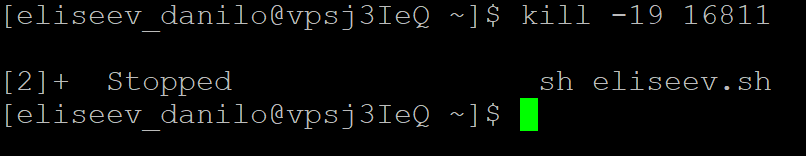 [eliseev_danilo@vpsj3IeQ ~]$ kill -19 16811
[2]+  Stopped                 sh eliseev.sh
[eliseev_danilo@vpsj3IeQ ~]$